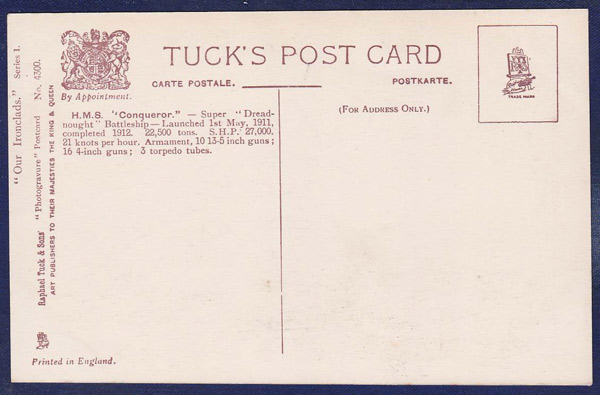 TUCK'S POST CARD
CARTE POSTALE.
POSTKARTE.
By Appointment.
(FOR ADDRESS ONLY.)
H.M.S. "Conqueror." — Super "Dread-
nought" Battleship—Launched 1st May, 1911,
completed 1912. 22,500 tons. S.H.P. 27,000.
21 knots per hour. Armament, 10 13-5 inch guns;
16 4-inch guns; 3 torpedo tubes.
TRADE MARK
"Our Ironclads." Series I.
Raphael Tuck & Sons' "Photogravure" Postcard No. 4300.
ART PUBLISHERS TO THEIR MAJESTIES THE KING & QUEEN
Printed in England.